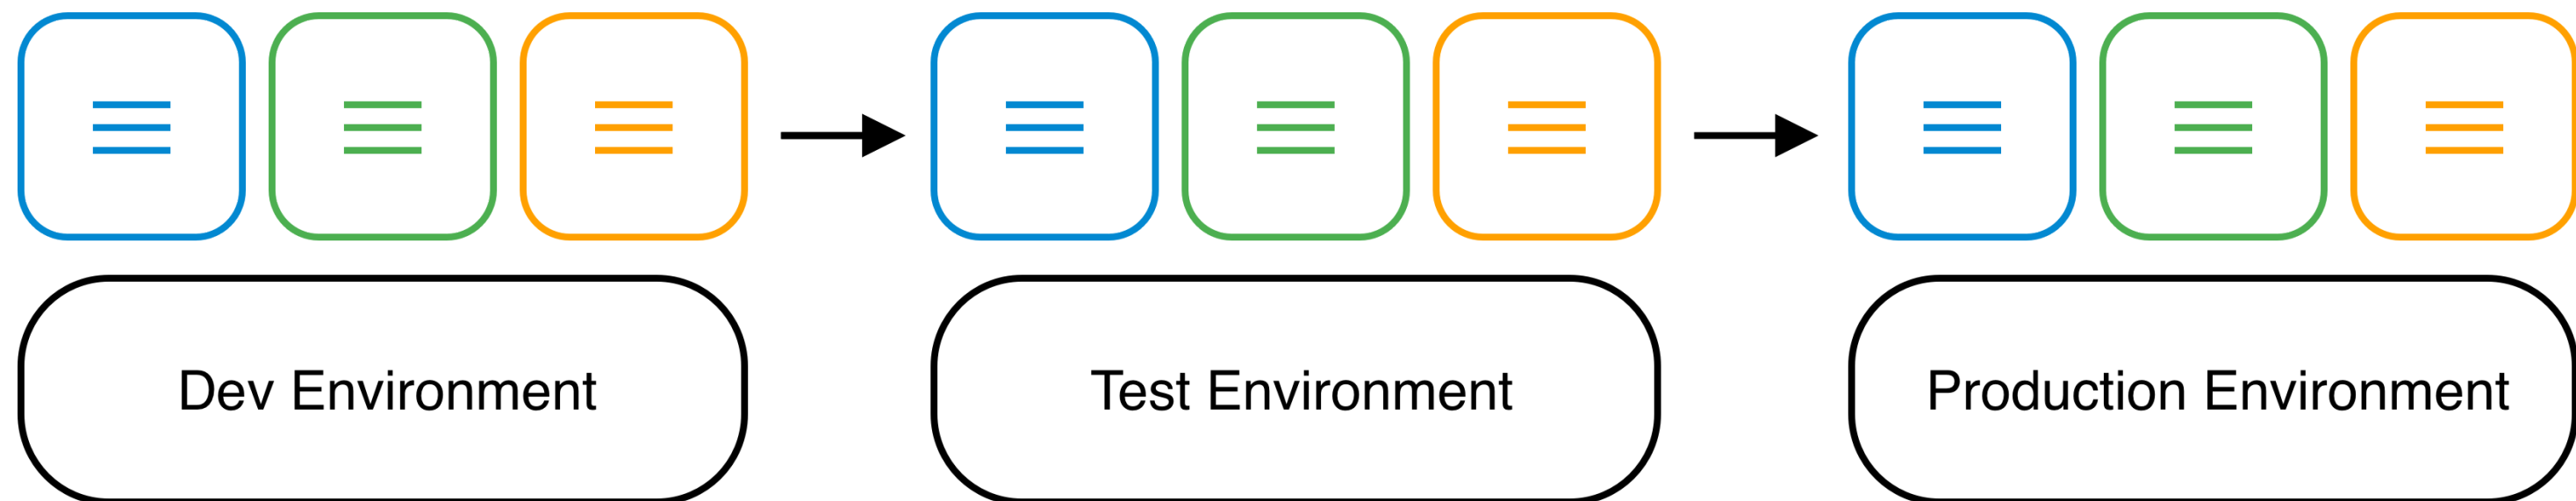 Dev Environment
Test Environment
Production Environment